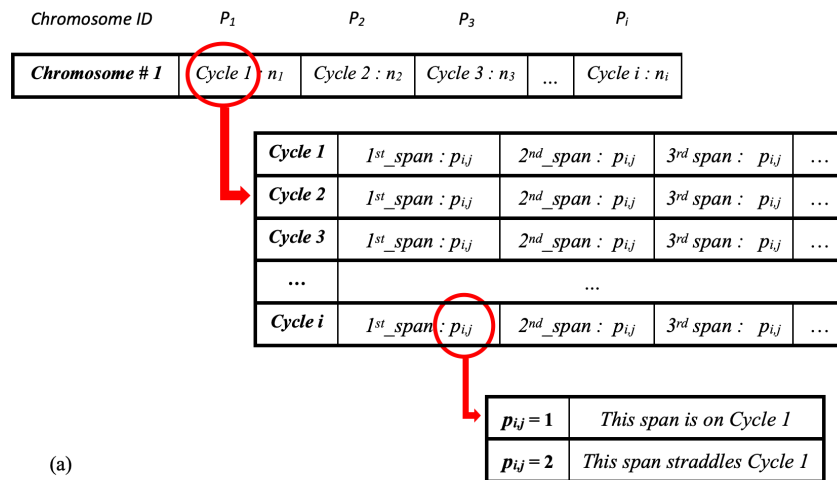 Chromosome ID P1 P2 P3 Pi
Chromosome # 1 Cycle 1 : n1 Cycle 2 : n2 Cycle 3 : n3 ... Cycle i : ni
Cycle 1 1st_span : pi,j 2nd_span : pi,j 3rd span : pi,j ...
Cycle 2 1st_span : pi,j 2nd_span : pi,j 3rd span : pi,j ...
Cycle 3 1st_span : pi,j 2nd_span : pi,j 3rd span : pi,j ...
... ...
Cycle i 1st_span : pi,j 2nd_span : pi,j 3rd span : pi,j ...
pi,j = 1 This span is on Cycle 1
pi,j = 2 This span straddles Cycle 1
(a)